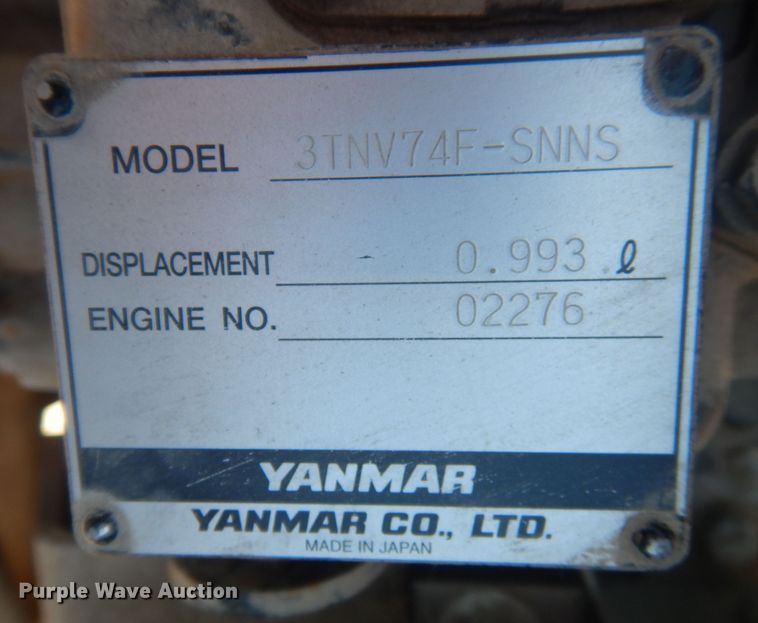 MODEL 3TNV74F-SNNS
DISPLACEMENT 0.993 ℓ
ENGINE NO. 02276
YANMAR
YANMAR CO., LTD.
MADE IN JAPAN
Purple Wave Auction